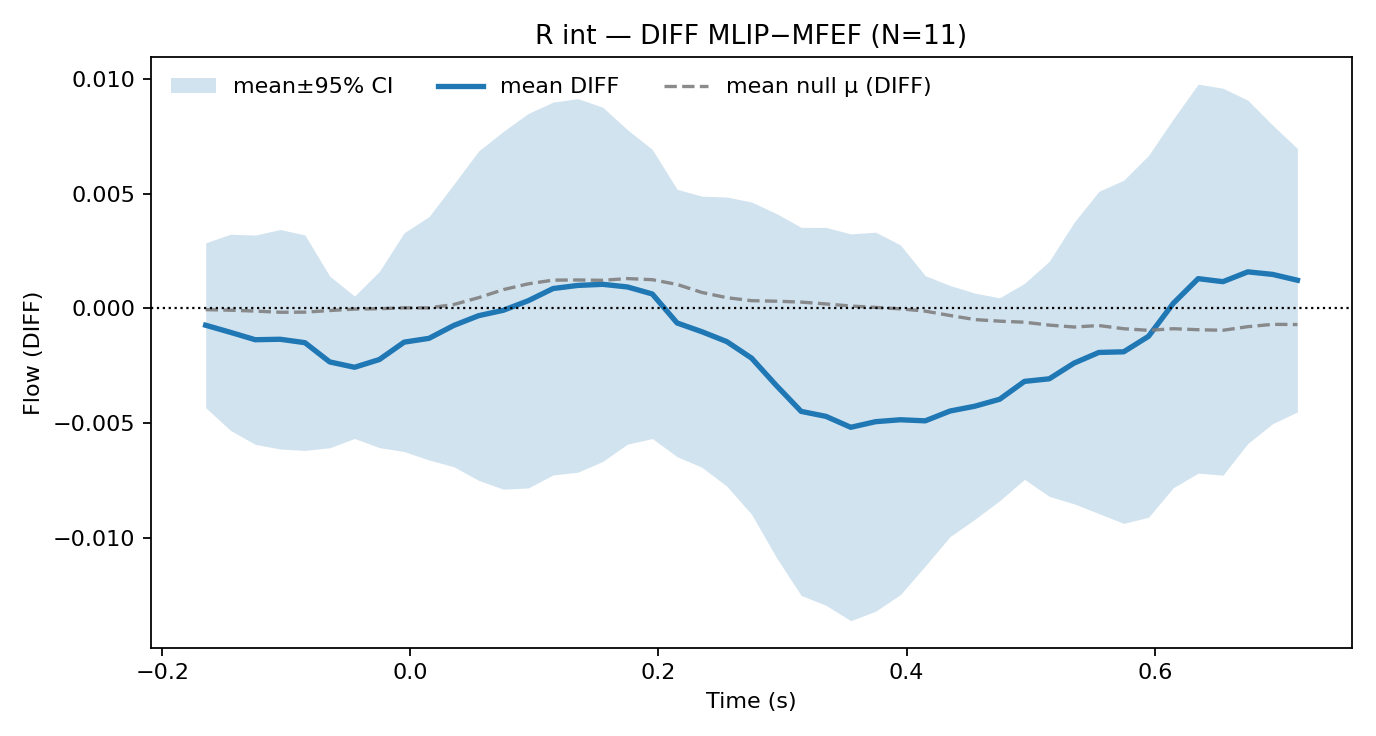 R int — DIFF MLIP−MFEF (N=11)
mean±95% CI
mean DIFF
mean null μ (DIFF)
0.010
0.005
0.000
−0.005
−0.010
Flow (DIFF)
−0.2
0.0
0.2
0.4
0.6
Time (s)